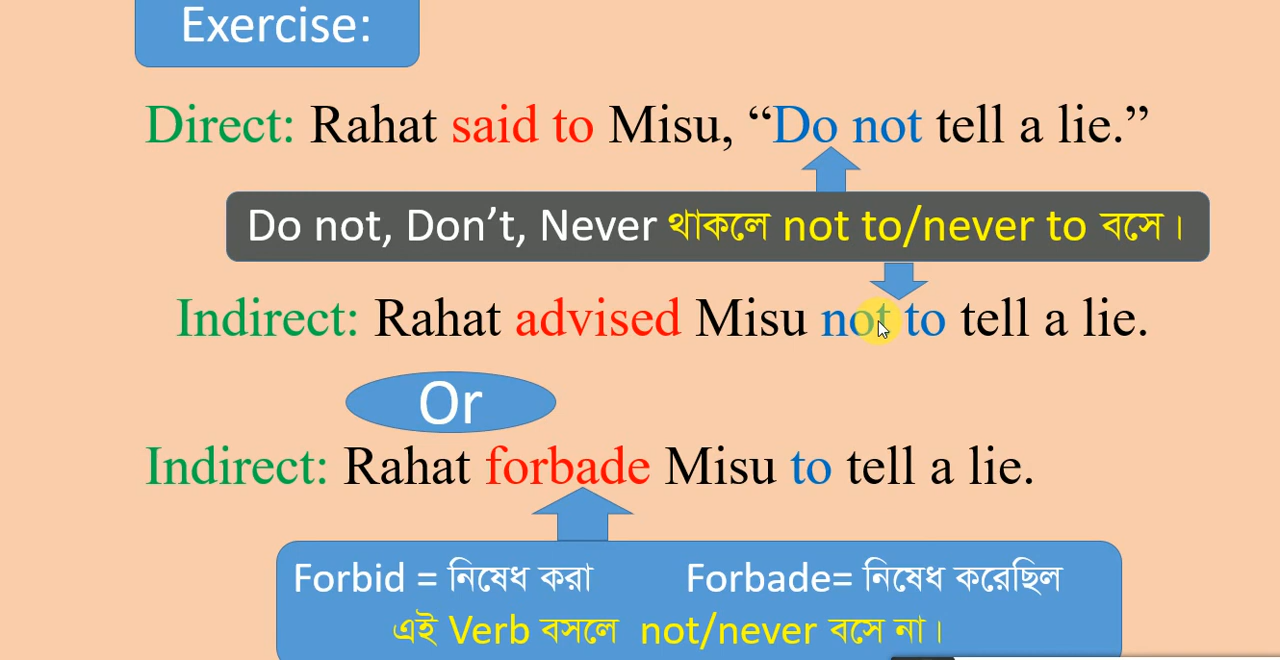 Exercise:
Direct: Rahat said to Misu, “Do not tell a lie.”
Do not, Don’t, Never থাকলে not to/never to বসে।
Indirect: Rahat advised Misu not to tell a lie.
Or
Indirect: Rahat forbade Misu to tell a lie.
Forbid = নিষেধ করা Forbade= নিষেধ করেছিল
এই Verb বসলে not/never বসে না।